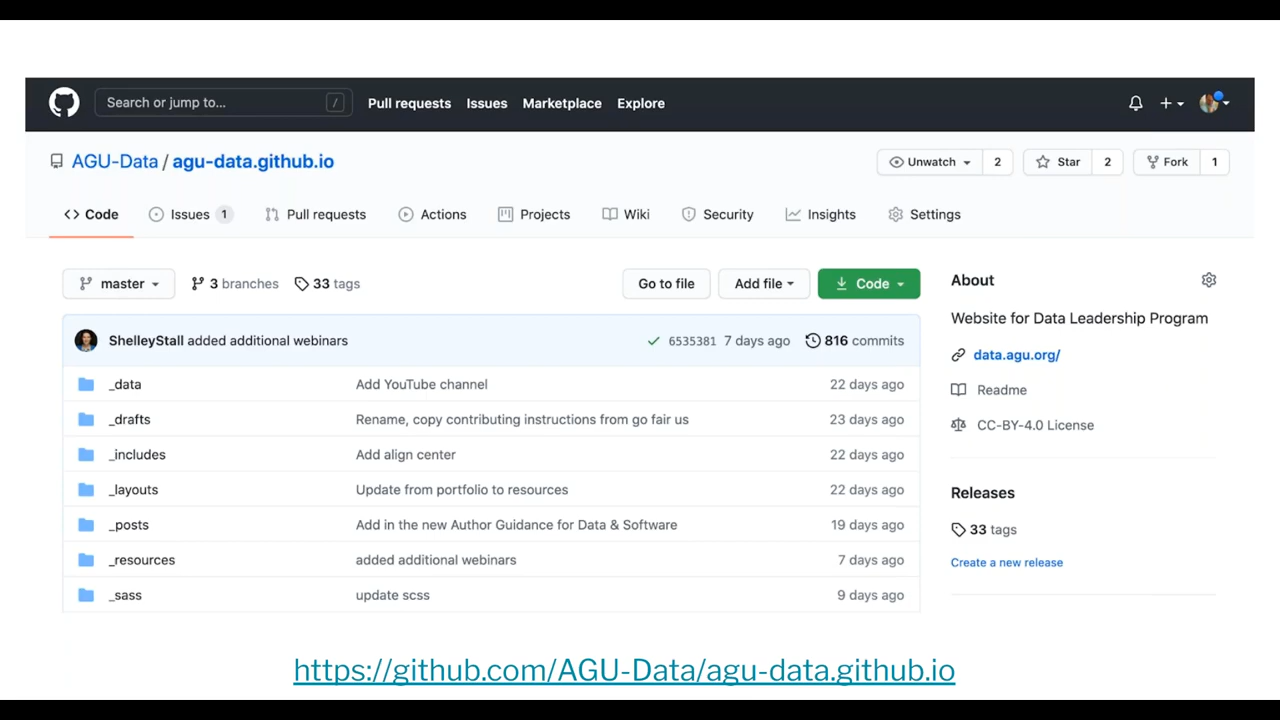 Search or jump to... /
Pull requests Issues Marketplace Explore
AGU-Data / agu-data.github.io
Unwatch 2 Star 2 Fork 1
Code Issues 1 Pull requests Actions Projects Wiki Security Insights Settings
master 3 branches 33 tags Go to file Add file Code
ShelleyStall added additional webinars 6535381 7 days ago 816 commits
_data Add YouTube channel 22 days ago
_drafts Rename, copy contributing instructions from go fair us 23 days ago
_includes Add align center 22 days ago
_layouts Update from portfolio to resources 22 days ago
_posts Add in the new Author Guidance for Data & Software 19 days ago
_resources added additional webinars 7 days ago
_sass update scss 9 days ago
About
Website for Data Leadership Program
data.agu.org/
Readme
CC-BY-4.0 License
Releases
33 tags
Create a new release
https://github.com/AGU-Data/agu-data.github.io